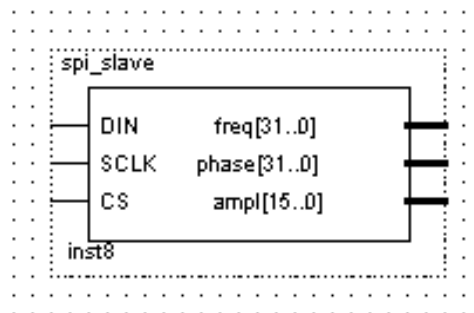 spi_slave
DIN freq[31..0]
SCLK phase[31..0]
CS ampl[15..0]
inst8